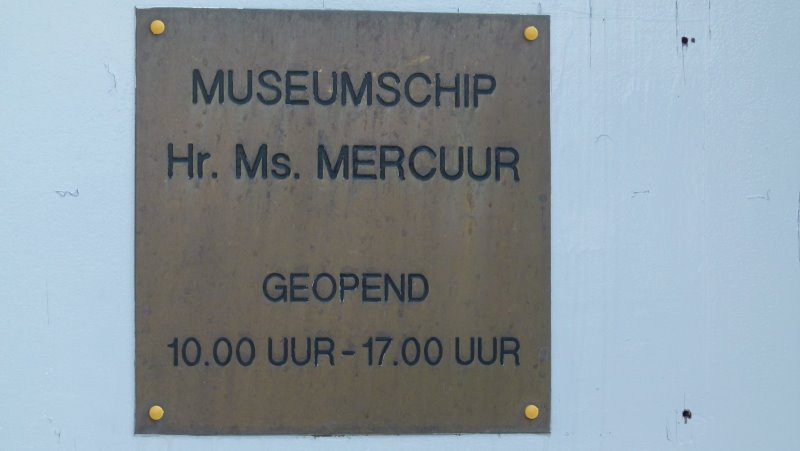 MUSEUMSCHIP
Hr. Ms. MERCUUR
GEOPEND
10.00 UUR - 17.00 UUR